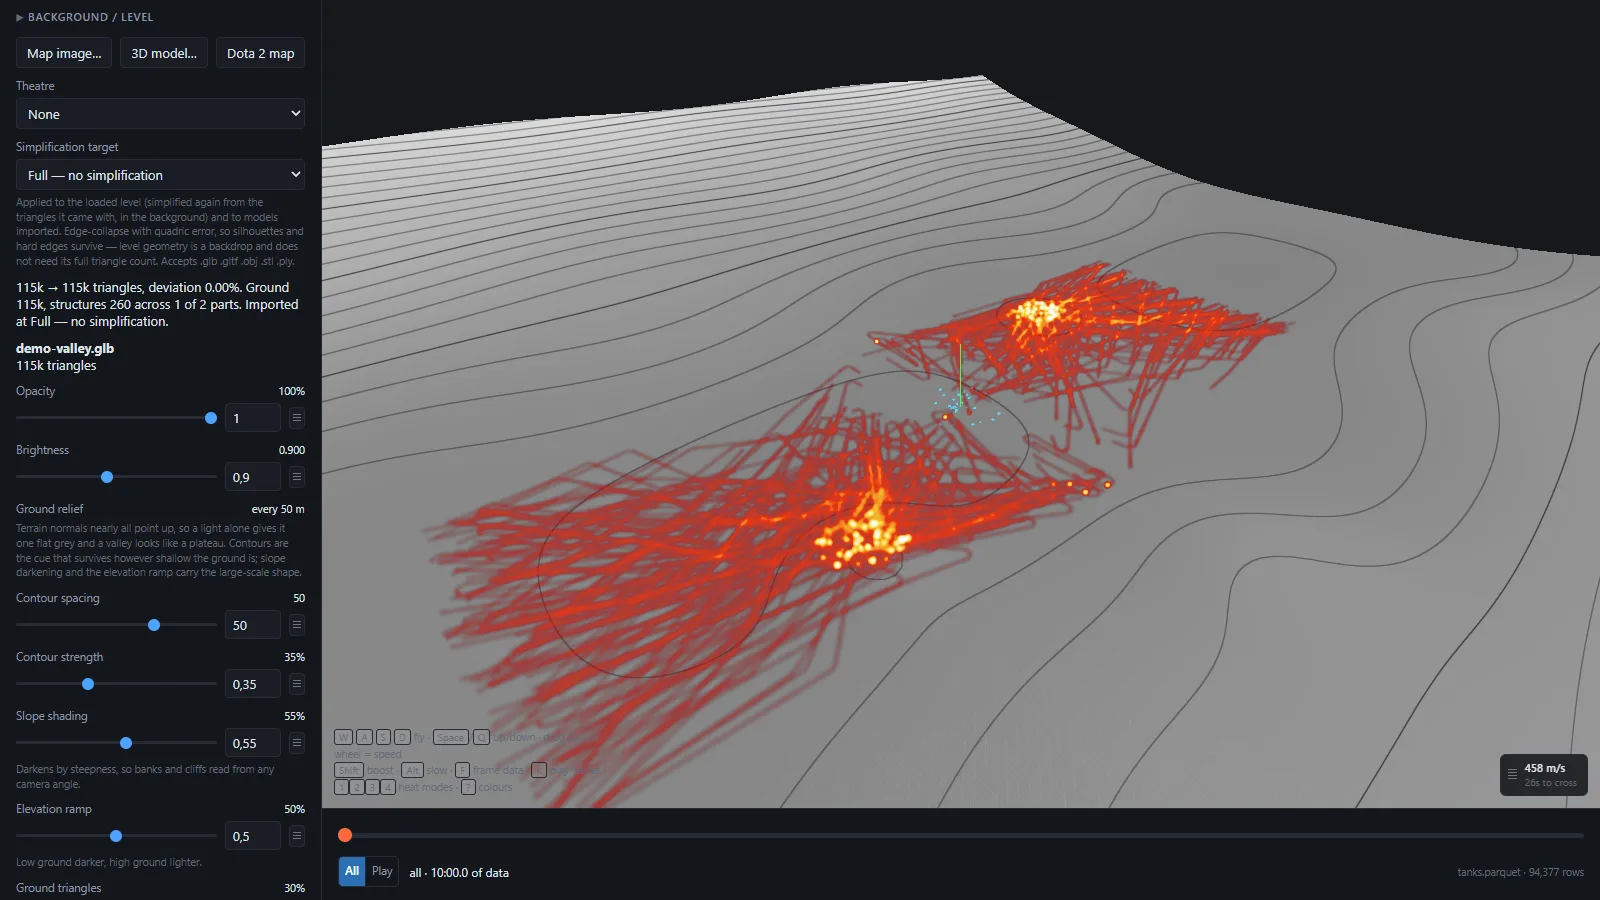 ▶ BACKGROUND / LEVEL
Map image... 3D model... Dota 2 map
Theatre
None
Simplification target
Full — no simplification
Applied to the loaded level (simplified again from the
triangles it came with, in the background) and to models
imported. Edge-collapse with quadric error, so silhouettes and
hard edges survive — level geometry is a backdrop and does
not need its full triangle count. Accepts .glb .gltf .obj .stl .ply.
115k → 115k triangles, deviation 0.00%. Ground
115k, structures 260 across 1 of 2 parts. Imported
at Full — no simplification.
demo-valley.glb
115k triangles
Opacity 100%
1
Brightness 0.900
0,9
Ground relief every 50 m
Terrain normals nearly all point up, so a light alone gives it
one flat grey and a valley looks like a plateau. Contours are
the cue that survives however shallow the ground is; slope
darkening and the elevation ramp carry the large-scale shape.
Contour spacing 50
50
Contour strength 35%
0,35
Slope shading 55%
0,55
Darkens by steepness, so banks and cliffs read from any
camera angle.
Elevation ramp 50%
0,5
Low ground darker, high ground lighter.
Ground triangles 30%
W A S D fly · Space Q up/down ·
wheel = speed
Shift boost · Alt slow · F frame data
1 2 3 4 heat modes · ? colours
458 m/s
26s to cross
All Play all · 10:00.0 of data
tanks.parquet · 94,377 rows